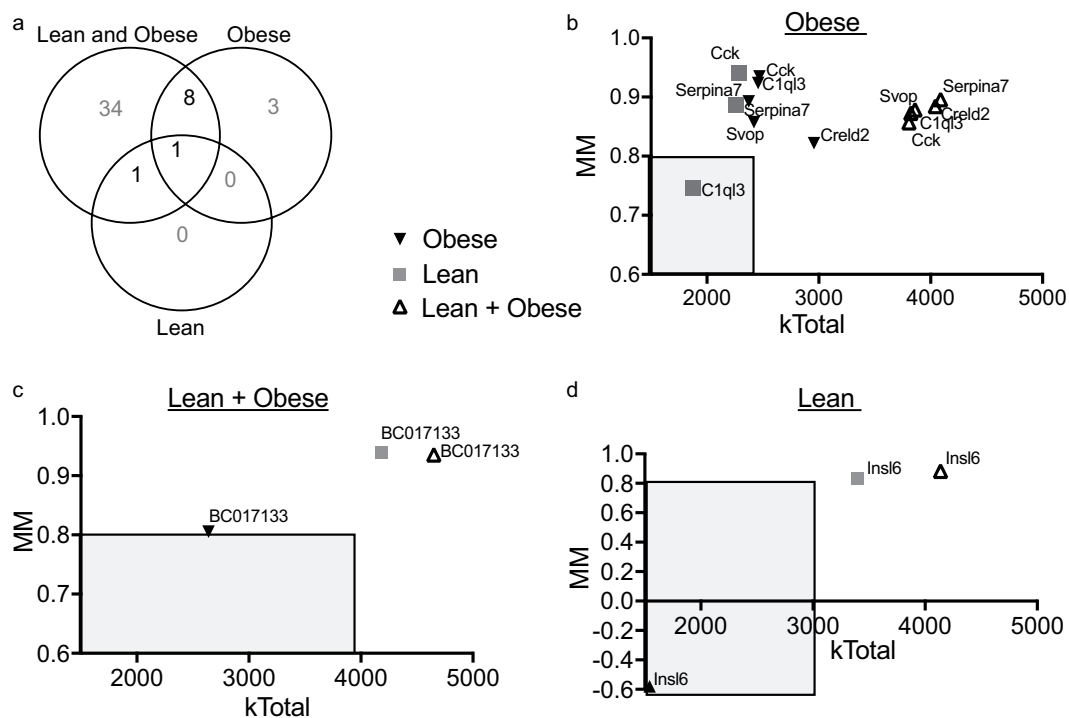 a
Lean and Obese
Obese
34
8
3
1
1
0
0
Lean
Obese
Lean
Lean + Obese
b
Obese
1.0
0.9
0.8
0.7
0.6
MM
Cck
Cck
C1ql3
Serpina7
Serpina7
Svop
Creld2
Serpina7
Svop
Creld2
C1ql3
Cck
C1ql3
2000
3000
4000
5000
kTotal
c
Lean + Obese
1.0
0.9
0.8
0.7
0.6
MM
BC017133
BC017133
BC017133
2000
3000
4000
5000
kTotal
d
Lean
1.0
0.8
0.6
0.4
0.2
0.0
-0.2
-0.4
-0.6
MM
Insl6
Insl6
Insl6
2000
3000
4000
5000
kTotal